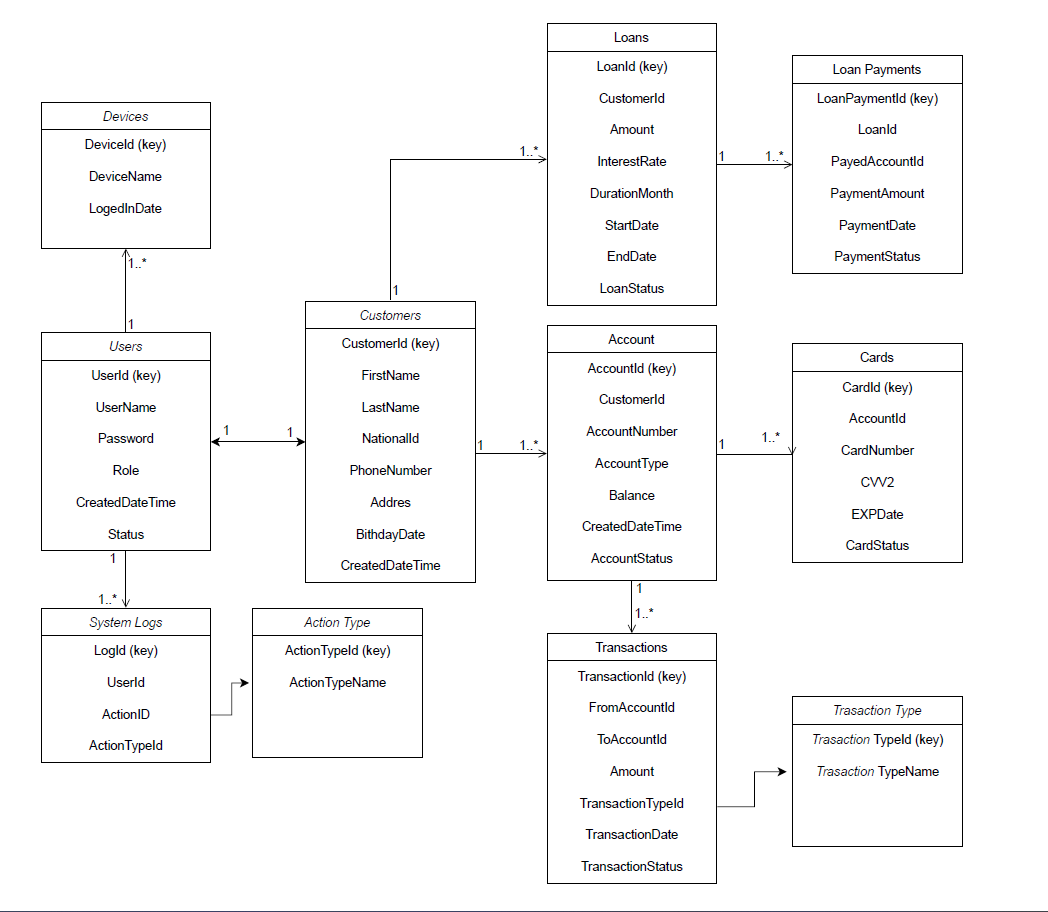 Loans
LoanId (key)
CustomerId
Amount
InterestRate
DurationMonth
StartDate
EndDate
LoanStatus
1
1..*
Loan Payments
LoanPaymentId (key)
LoanId
PayedAccountId
PaymentAmount
PaymentDate
PaymentStatus
Devices
DeviceId (key)
DeviceName
LogedInDate
1..*
1
1..*
1
Users
UserId (key)
UserName
Password
Role
CreatedDateTime
Status
1
1
Customers
CustomerId (key)
FirstName
LastName
NationalId
PhoneNumber
Addres
BithdayDate
CreatedDateTime
1
1..*
Account
AccountId (key)
CustomerId
AccountNumber
AccountType
Balance
CreatedDateTime
AccountStatus
1
1..*
Cards
CardId (key)
AccountId
CardNumber
CVV2
EXPDate
CardStatus
1
1..*
System Logs
LogId (key)
UserId
ActionID
ActionTypeId
Action Type
ActionTypeId (key)
ActionTypeName
1
1..*
Transactions
TransactionId (key)
FromAccountId
ToAccountId
Amount
TransactionTypeId
TransactionDate
TransactionStatus
Trasaction Type
Trasaction TypeId (key)
Trasaction TypeName